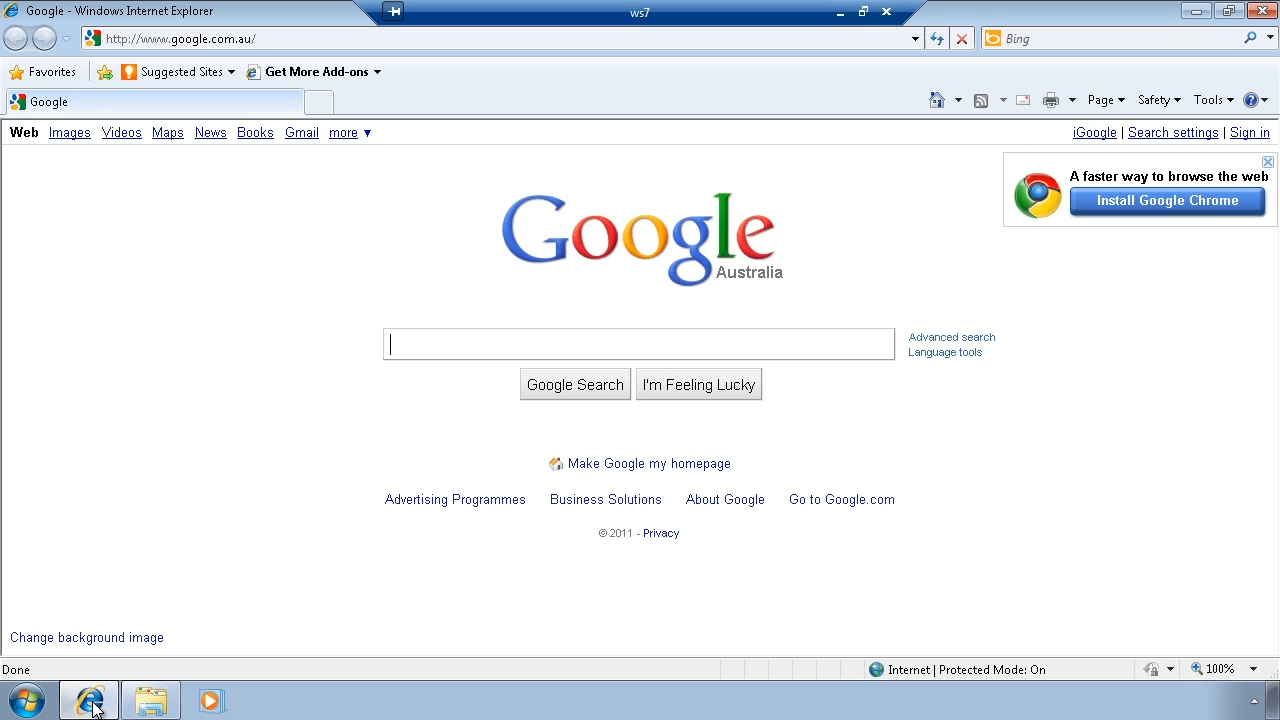 Google - Windows Internet Explorer
ws7
http://www.google.com.au/
Bing
Favorites
Suggested Sites
Get More Add-ons
Google
Page
Safety
Tools
Web Images Videos Maps News Books Gmail more ▼
iGoogle | Search settings | Sign in
A faster way to browse the web
Install Google Chrome
Google
Australia
Advanced search
Language tools
Google Search
I'm Feeling Lucky
Make Google my homepage
Advertising Programmes
Business Solutions
About Google
Go to Google.com
© 2011 - Privacy
Change background image
Done
Internet | Protected Mode: On
100%